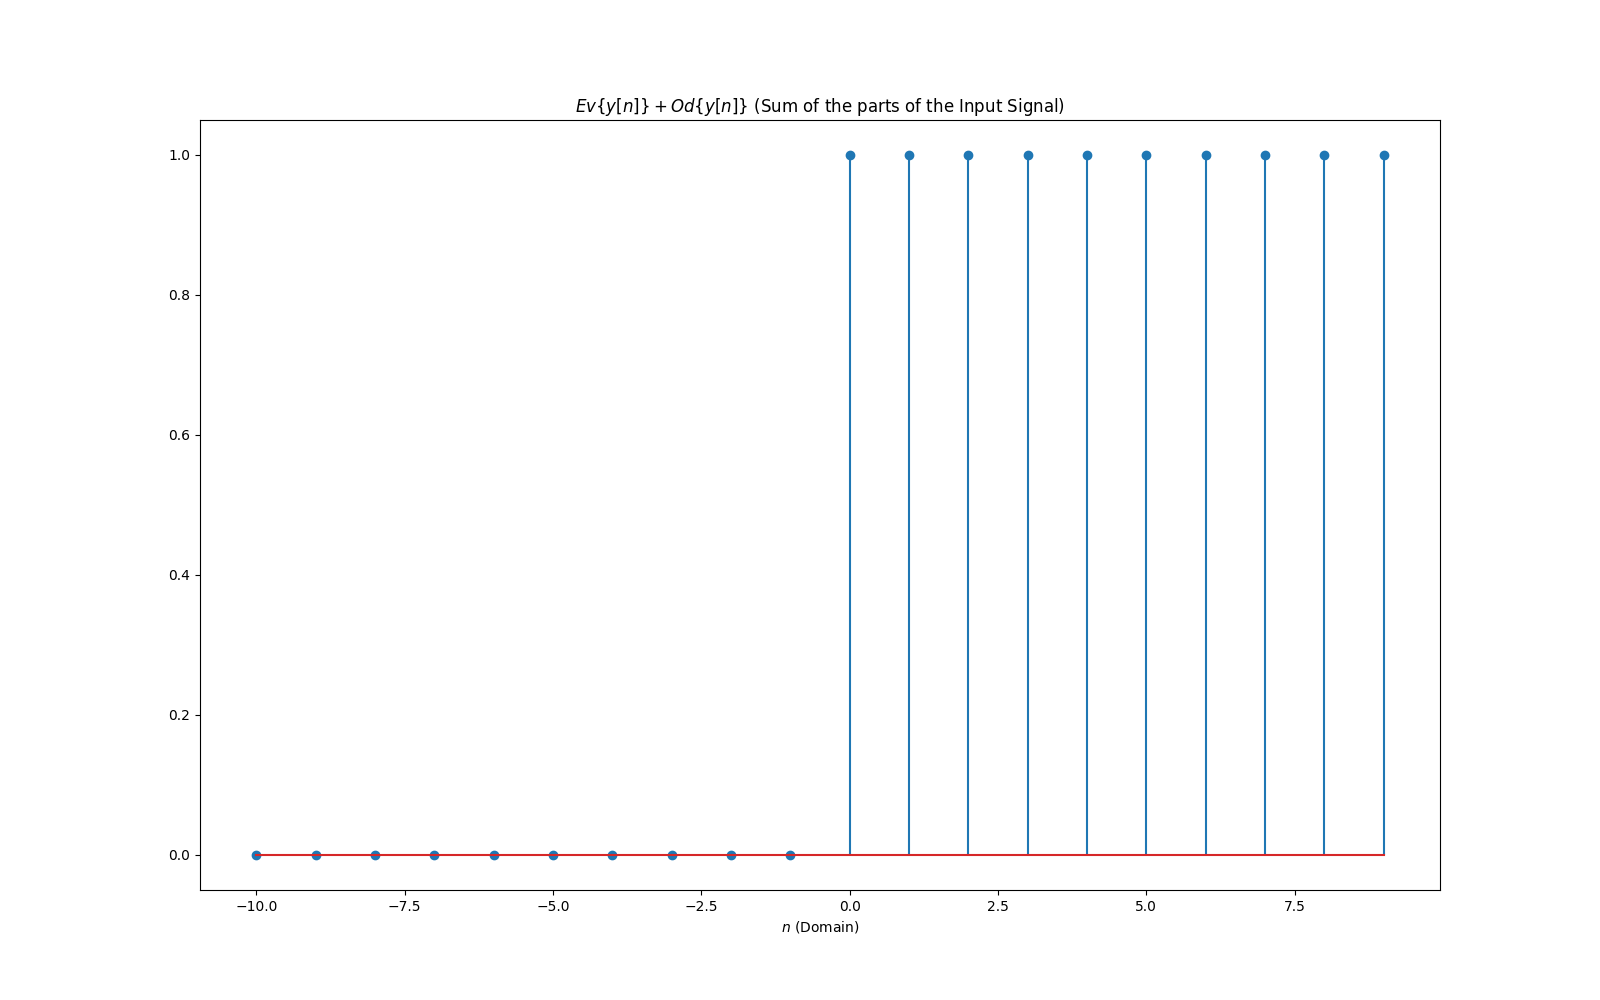 Ev{y[n]} + Od{y[n]} (Sum of the parts of the Input Signal)
1.0
0.8
0.6
0.4
0.2
0.0
−10.0 −7.5 −5.0 −2.5 0.0 2.5 5.0 7.5
n (Domain)